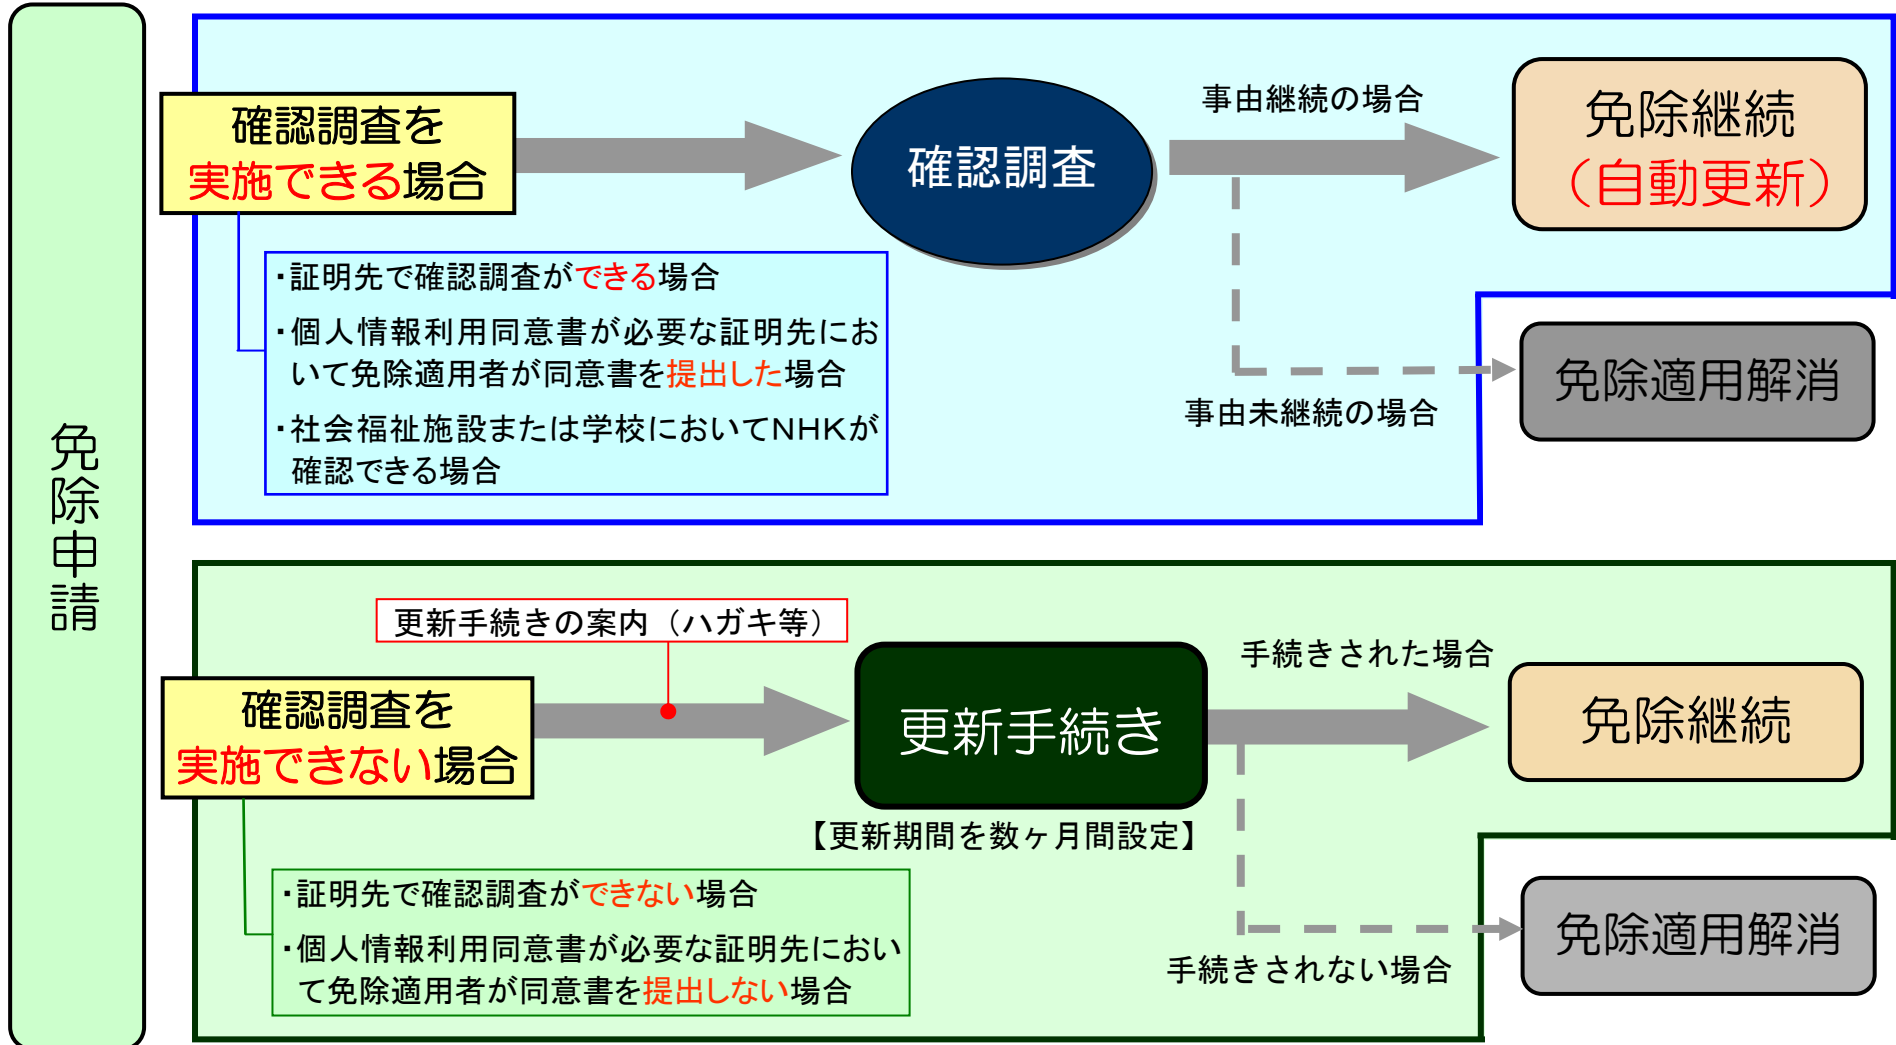 免除申請
確認調査を
実施できる場合
確認調査
事由継続の場合
免除継続
（自動更新）
・証明先で確認調査ができる場合
・個人情報利用同意書が必要な証明先にお
いて免除適用者が同意書を提出した場合
・社会福祉施設または学校においてNHKが
確認できる場合
事由未継続の場合
免除適用解消
更新手続きの案内（ハガキ等）
確認調査を
実施できない場合
更新手続き
【更新期間を数ヶ月間設定】
手続きされた場合
免除継続
・証明先で確認調査ができない場合
・個人情報利用同意書が必要な証明先におい
て免除適用者が同意書を提出しない場合
手続きされない場合
免除適用解消